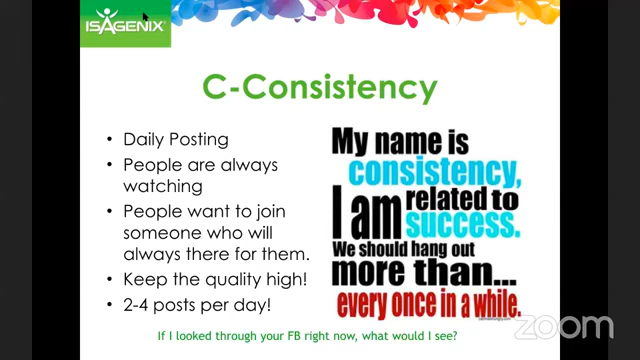 ISAGENIX
C-Consistency
• Daily Posting
• People are always
watching
• People want to join
someone who will
always there for them.
• Keep the quality high!
• 2-4 posts per day!
My name is
consistency,
I am related to
success.
We should hang out
more than...
every once in a while.
If I looked through your FB right now, what would I see?
zoom